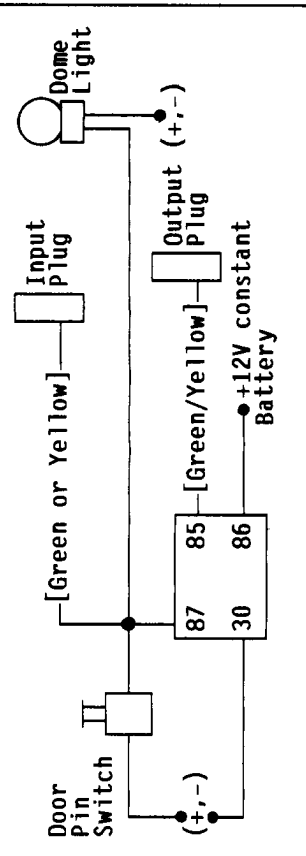 Door
Pin
Switch
[Green or Yellow]
Input
Plug
Dome
Light
(+,-)
(+,-)
87
85
30
86
[Green/Yellow]
Output
Plug
+12V constant
Battery